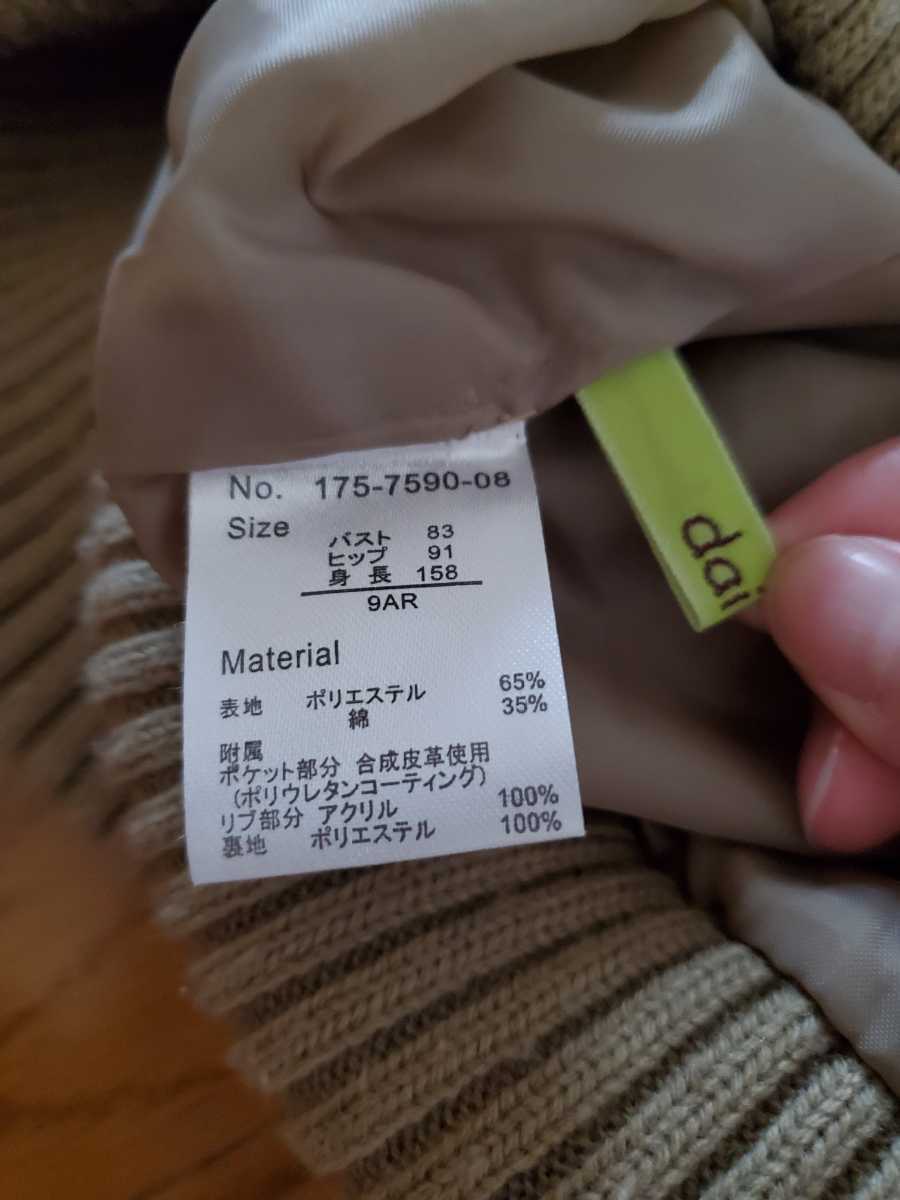 No. 175-7590-08
Size
バスト 83
ヒップ 91
身長 158
9AR
Material
表地 ポリエステル 65%
綿 35%
附属
ポケット部分 合成皮革使用
(ポリウレタンコーティング)
リブ部分 アクリル 100%
裏地 ポリエステル 100%
dai